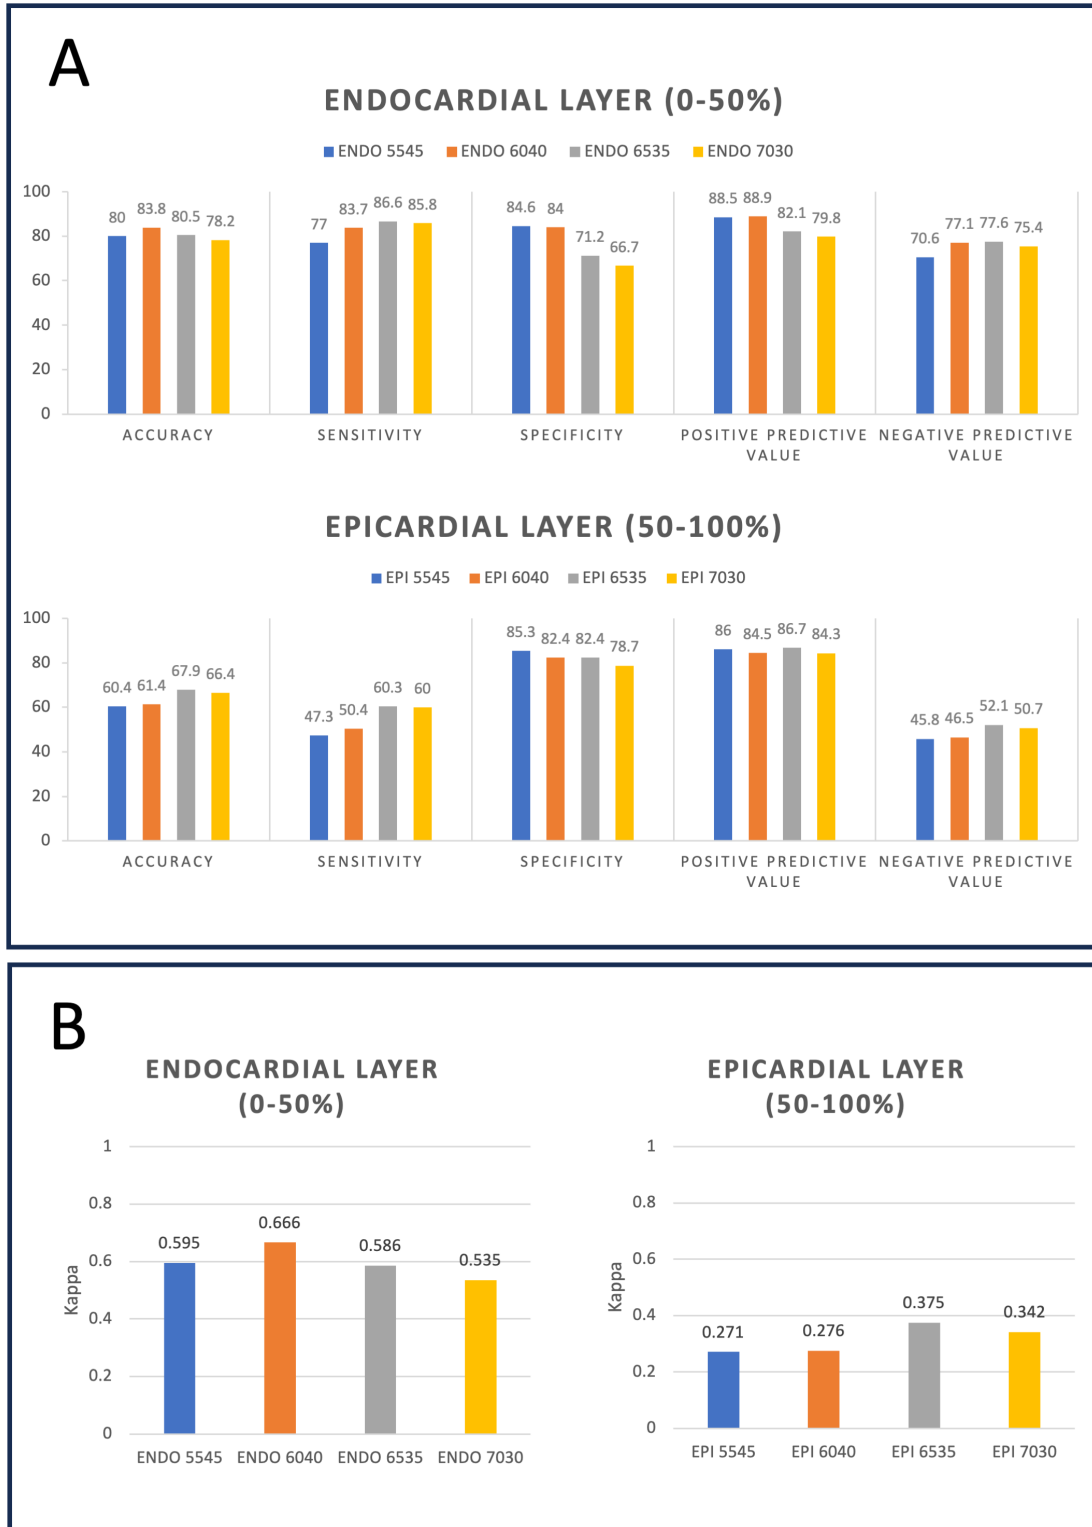 A
ENDOCARDIAL LAYER (0-50%)
ENDO 5545 ENDO 6040 ENDO 6535 ENDO 7030
100
80
60
40
20
0
80 83.8 80.5 78.2
77 83.7 86.6 85.8
84.6 84 71.2 66.7
88.5 88.9 82.1 79.8
70.6 77.1 77.6 75.4
ACCURACY SENSITIVITY SPECIFICITY POSITIVE PREDICTIVE NEGATIVE PREDICTIVE
VALUE VALUE
EPICARDIAL LAYER (50-100%)
EPI 5545 EPI 6040 EPI 6535 EPI 7030
100
80
60
40
20
0
60.4 61.4 67.9 66.4
47.3 50.4 60.3 60
85.3 82.4 82.4 78.7
86 84.5 86.7 84.3
45.8 46.5 52.1 50.7
ACCURACY SENSITIVITY SPECIFICITY POSITIVE PREDICTIVE NEGATIVE PREDICTIVE
VALUE VALUE
B
ENDOCARDIAL LAYER
(0-50%)
Kappa
1
0.8
0.6
0.4
0.2
0
0.595 0.666 0.586 0.535
ENDO 5545 ENDO 6040 ENDO 6535 ENDO 7030
EPICARDIAL LAYER
(50-100%)
Kappa
1
0.8
0.6
0.4
0.2
0
0.271 0.276 0.375 0.342
EPI 5545 EPI 6040 EPI 6535 EPI 7030